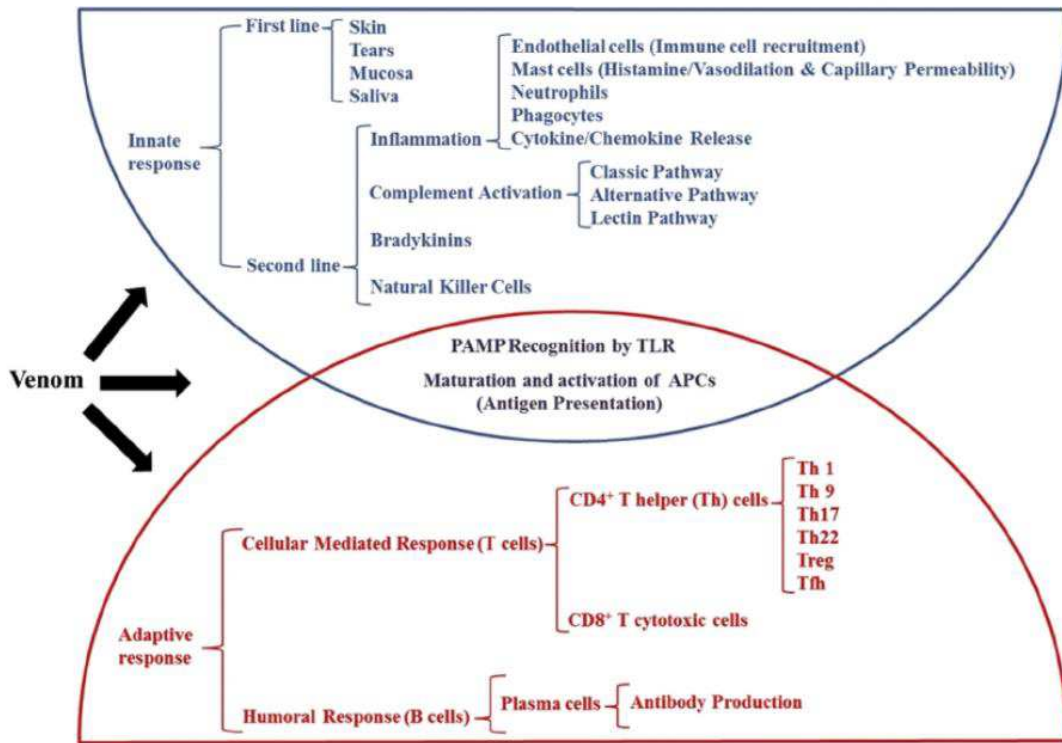 First line
Skin
Tears
Mucosa
Saliva
Innate
response
Second line
Inflammation
Endothelial cells (Immune cell recruitment)
Mast cells (Histamine/Vasodilation & Capillary Permeability)
Neutrophils
Phagocytes
Cytokine/Chemokine Release
Complement Activation
Classic Pathway
Alternative Pathway
Lectin Pathway
Bradykinins
Natural Killer Cells
Venom
PAMP Recognition by TLR
Maturation and activation of APCs
(Antigen Presentation)
Adaptive
response
Cellular Mediated Response (T cells)
CD4⁺ T helper (Th) cells
Th 1
Th 9
Th17
Th22
Treg
Tfh
CD8⁺ T cytotoxic cells
Humoral Response (B cells)
Plasma cells
Antibody Production